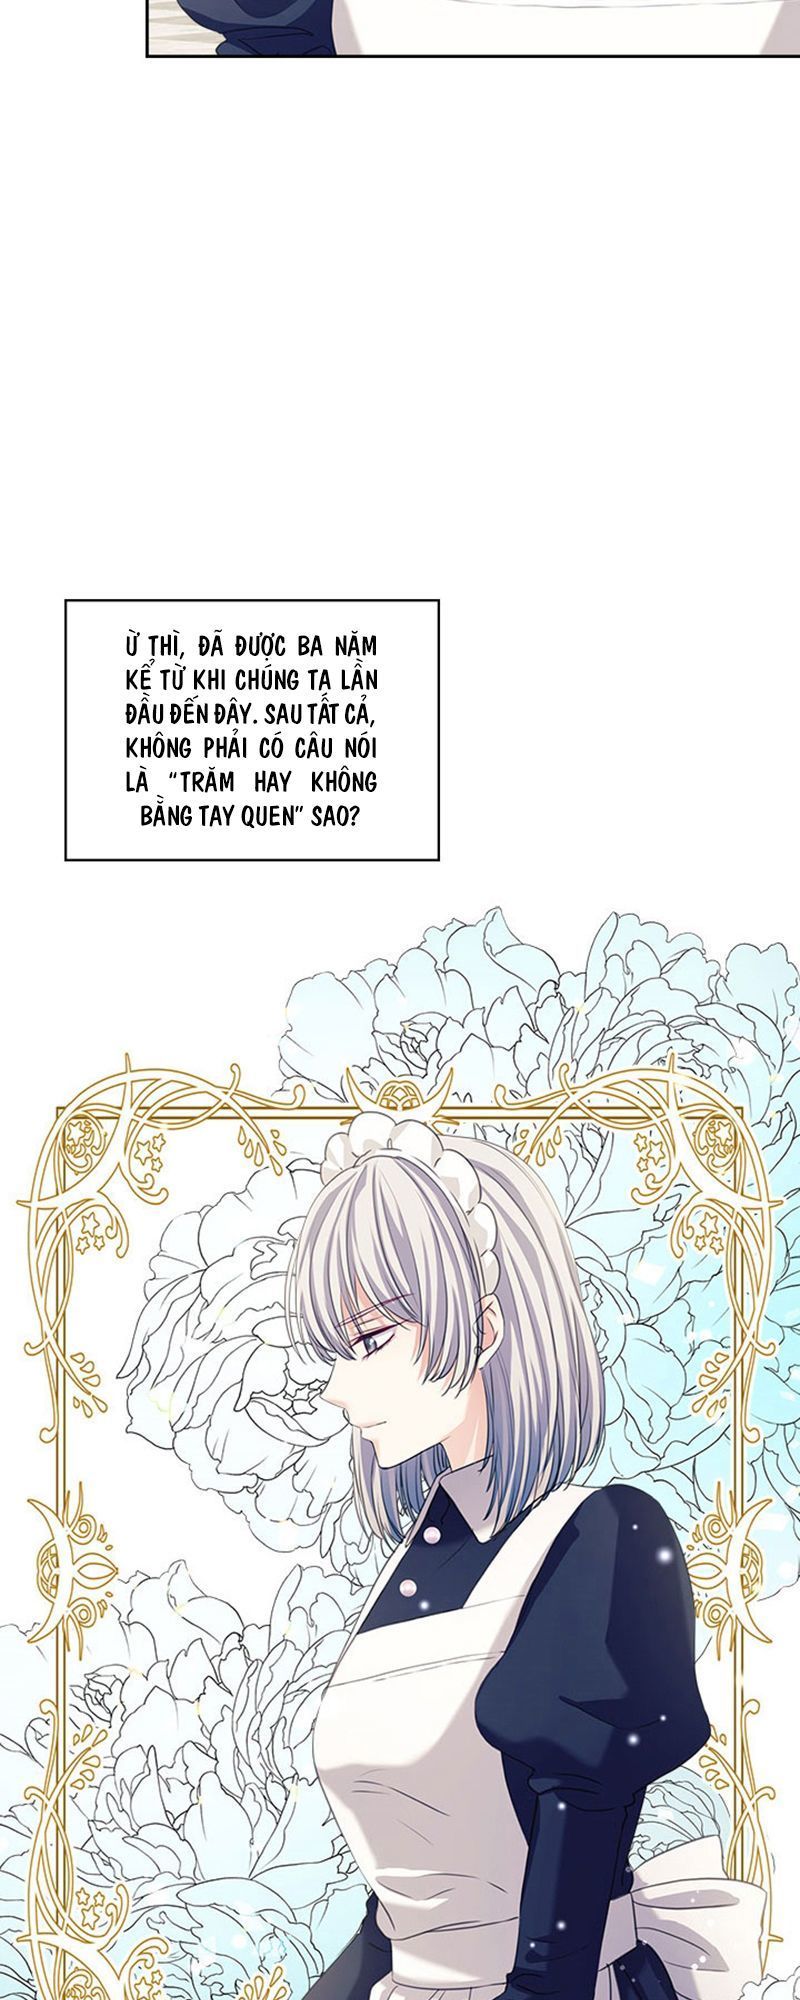 Ừ THÌ, ĐÃ ĐƯỢC BA NĂM
KỂ TỪ KHI CHÚNG TA LẦN
ĐẦU ĐẾN ĐÂY. SAU TẤT CẢ,
KHÔNG PHẢI CÓ CÂU NÓI
LÀ “TRĂM HAY KHÔNG
BẰNG TAY QUEN” SAO?